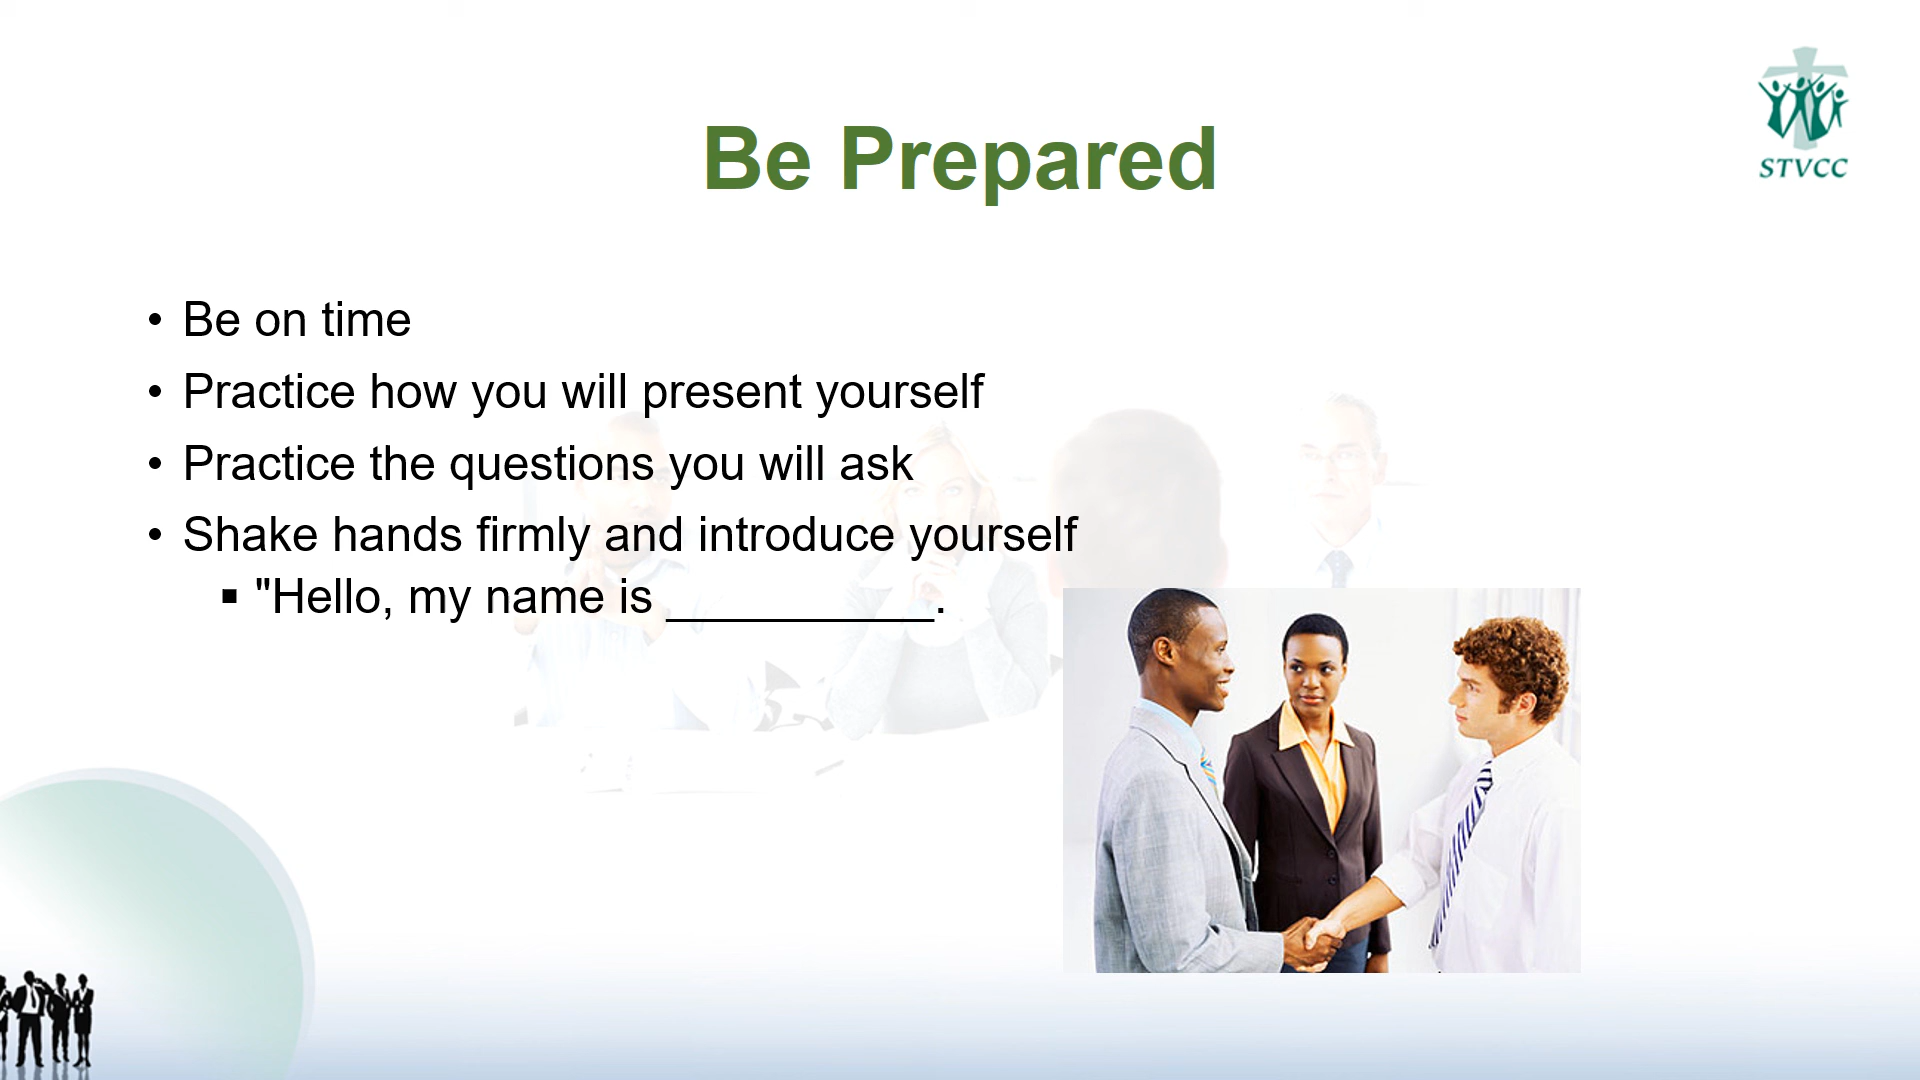 STVCC
Be Prepared
• Be on time
• Practice how you will present yourself
• Practice the questions you will ask
• Shake hands firmly and introduce yourself
▪ "Hello, my name is __________.